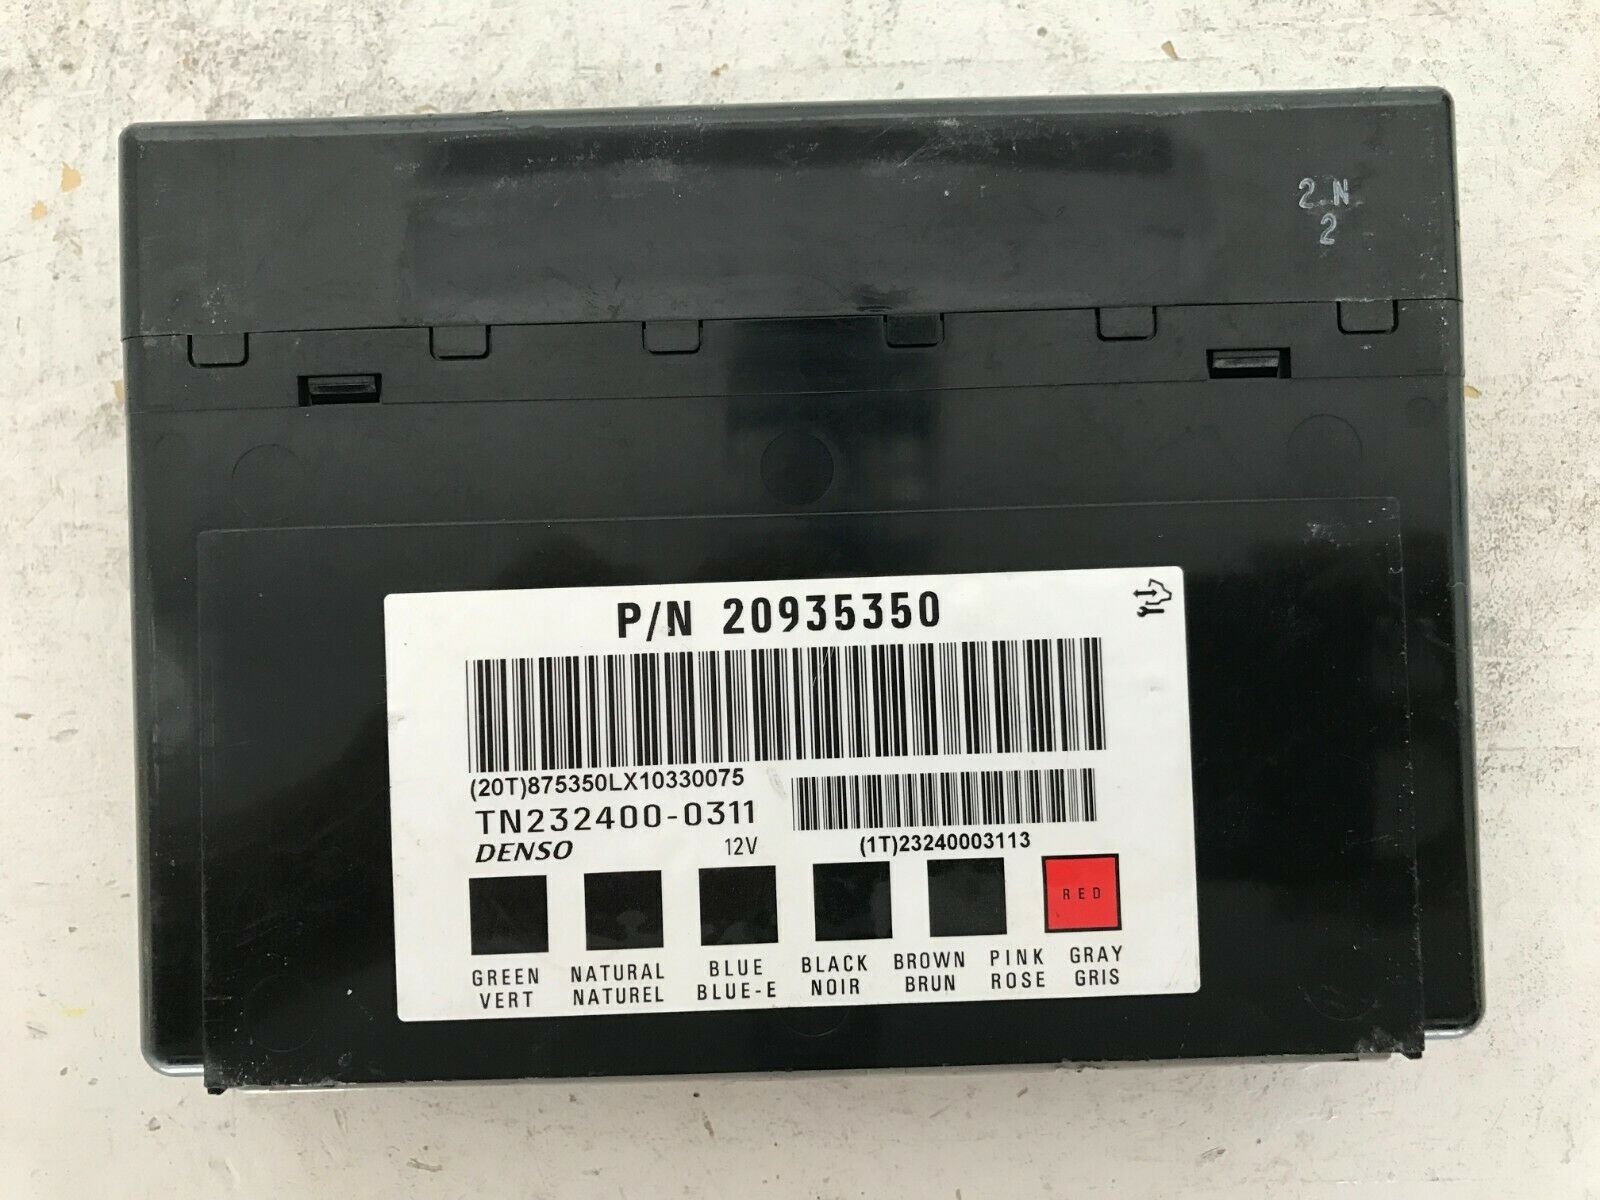 2 N
2
P/N 20935350
(20T)875350LX10330075
TN232400-0311
DENSO 12V (1T)23240003113
RED
GREEN NATURAL BLUE BLACK BROWN PINK GRAY
VERT NATUREL BLUE-E NOIR BRUN ROSE GRIS